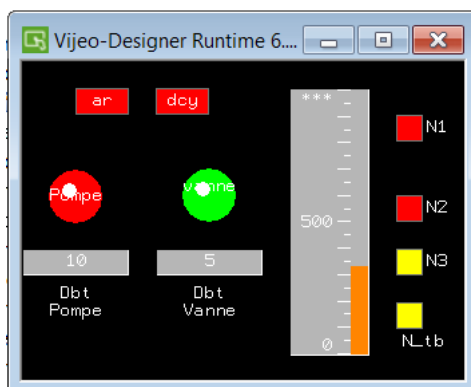 Vijeo-Designer Runtime 6....
ar
dcy
***
N1
Pompe
vanne
500
N2
10
5
N3
Dbt
Pompe
Dbt
Vanne
0
N_tb